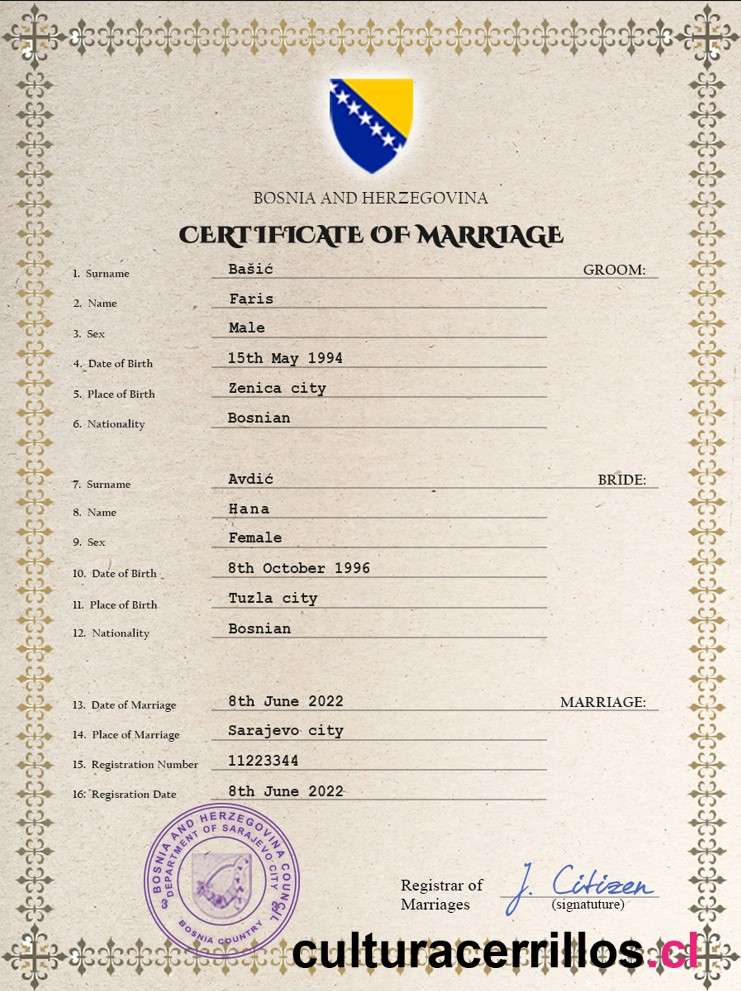 BOSNIA AND HERZEGOVINA
CERTIFICATE OF MARRIAGE
1. Surname Bašić GROOM:
2. Name Faris
3. Sex Male
4. Date of Birth 15th May 1994
5. Place of Birth Zenica city
6. Nationality Bosnian
7. Surname Avdić BRIDE:
8. Name Hana
9. Sex Female
10. Date of Birth 8th October 1996
11. Place of Birth Tuzla city
12. Nationality Bosnian
13. Date of Marriage 8th June 2022 MARRIAGE:
14. Place of Marriage Sarajevo city
15. Registration Number 11223344
16. Regisration Date 8th June 2022
BOSNIA AND HERZEGOVINA COUNCIL
DEPARTMENT OF SARAJEVO CITY
3
BOSNIA COUNTRY
Registrar of J. Citizen
Marriages (signatuture)
culturacerrillos.cl